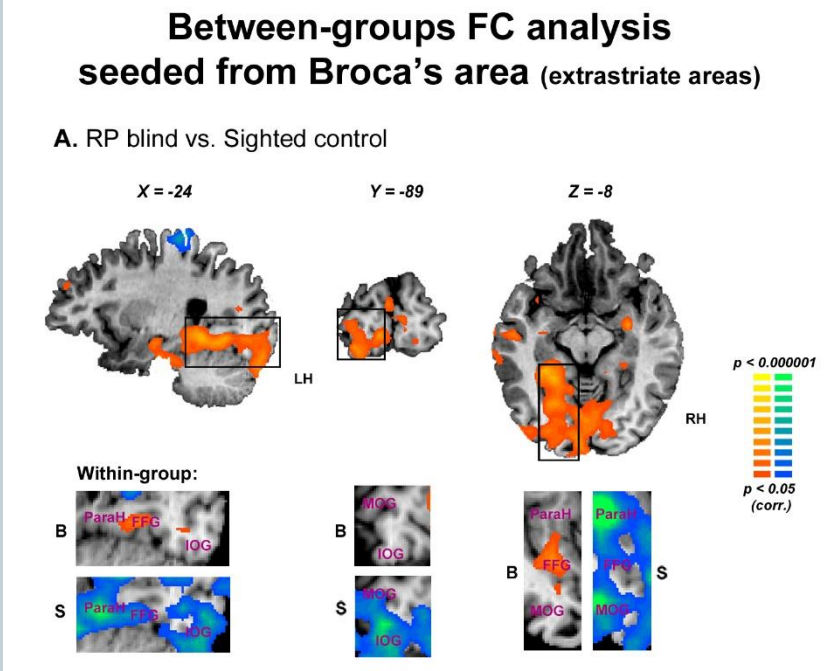 Between-groups FC analysis
seeded from Broca's area (extrastriate areas)
A. RP blind vs. Sighted control
X = -24
Y = -89
Z = -8
LH
RH
p < 0.000001
p < 0.05
(corr.)
Within-group:
B
ParaH FFG
IOG
S
ParaH FFG
IOG
B
MOG
IOG
S
MOG
IOG
B
ParaH
FFG
MOG
ParaH
FFG
MOG
S